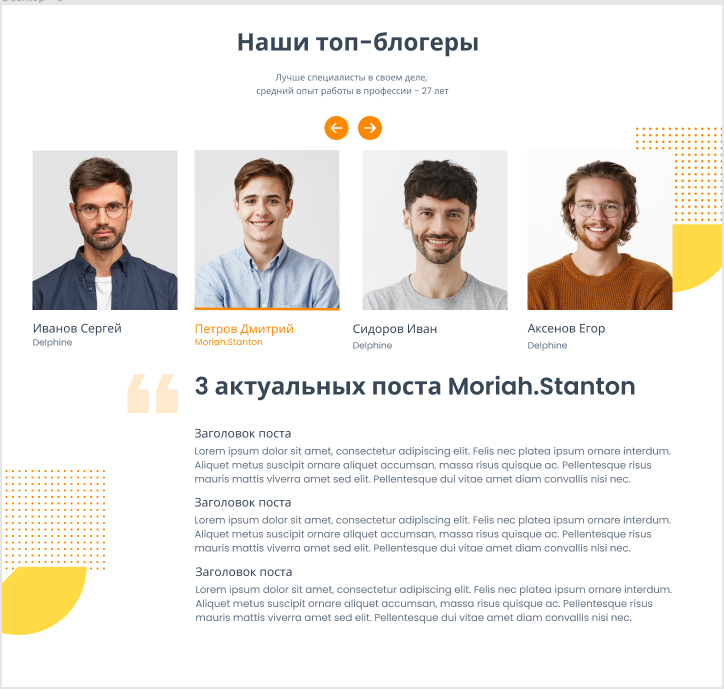 Наши топ-блогеры
Лучше специалисты в своем деле,
средний опыт работы в профессии - 27 лет
Иванов Сергей
Delphine
Петров Дмитрий
Moriah.Stanton
Сидоров Иван
Delphine
Аксенов Егор
Delphine
3 актуальных поста Moriah.Stanton
Заголовок поста
Lorem ipsum dolor sit amet, consectetur adipiscing elit. Felis nec platea ipsum ornare interdum.
Aliquet metus suscipit ornare aliquet accumsan, massa risus quisque ac. Pellentesque risus
mauris mattis viverra amet sed elit. Pellentesque dui vitae amet diam convallis nisi nec.
Заголовок поста
Lorem ipsum dolor sit amet, consectetur adipiscing elit. Felis nec platea ipsum ornare interdum.
Aliquet metus suscipit ornare aliquet accumsan, massa risus quisque ac. Pellentesque risus
mauris mattis viverra amet sed elit. Pellentesque dui vitae amet diam convallis nisi nec.
Заголовок поста
Lorem ipsum dolor sit amet, consectetur adipiscing elit. Felis nec platea ipsum ornare interdum.
Aliquet metus suscipit ornare aliquet accumsan, massa risus quisque ac. Pellentesque risus
mauris mattis viverra amet sed elit. Pellentesque dui vitae amet diam convallis nisi nec.